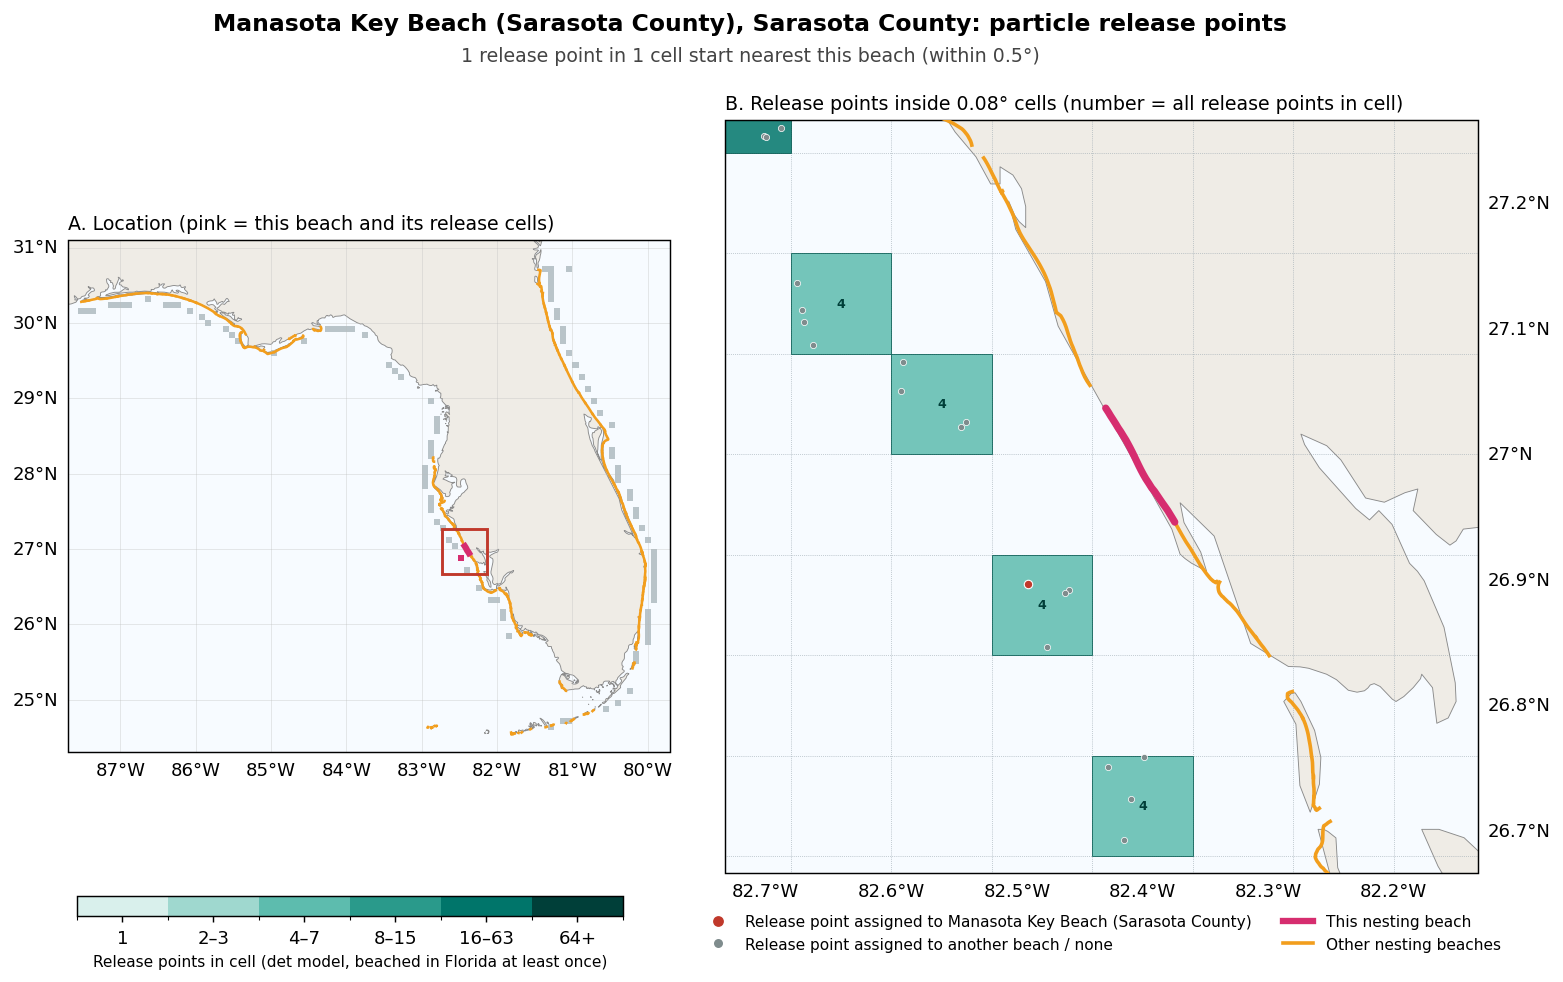 Manasota Key Beach (Sarasota County), Sarasota County: particle release points
1 release point in 1 cell start nearest this beach (within 0.5°)
A. Location (pink = this beach and its release cells)
31°N
30°N
29°N
28°N
27°N
26°N
25°N
87°W 86°W 85°W 84°W 83°W 82°W 81°W 80°W
B. Release points inside 0.08° cells (number = all release points in cell)
4
4
4
4
27.2°N
27.1°N
27°N
26.9°N
26.8°N
26.7°N
82.7°W 82.6°W 82.5°W 82.4°W 82.3°W 82.2°W
1 2–3 4–7 8–15 16–63 64+
Release points in cell (det model, beached in Florida at least once)
Release point assigned to Manasota Key Beach (Sarasota County)
Release point assigned to another beach / none
This nesting beach
Other nesting beaches